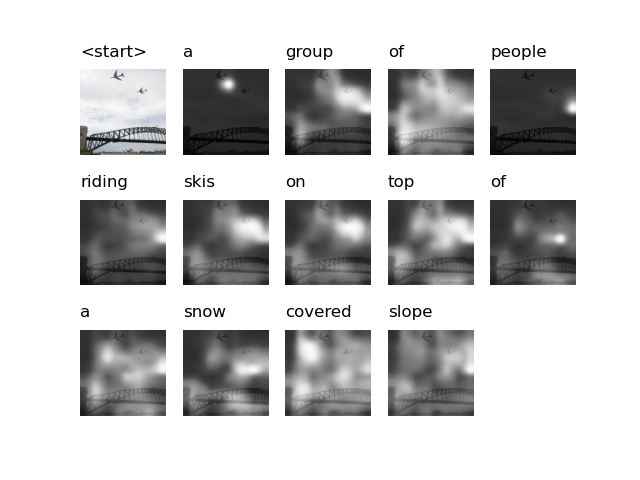 <start> a group of people
riding skis on top of
a snow covered slope